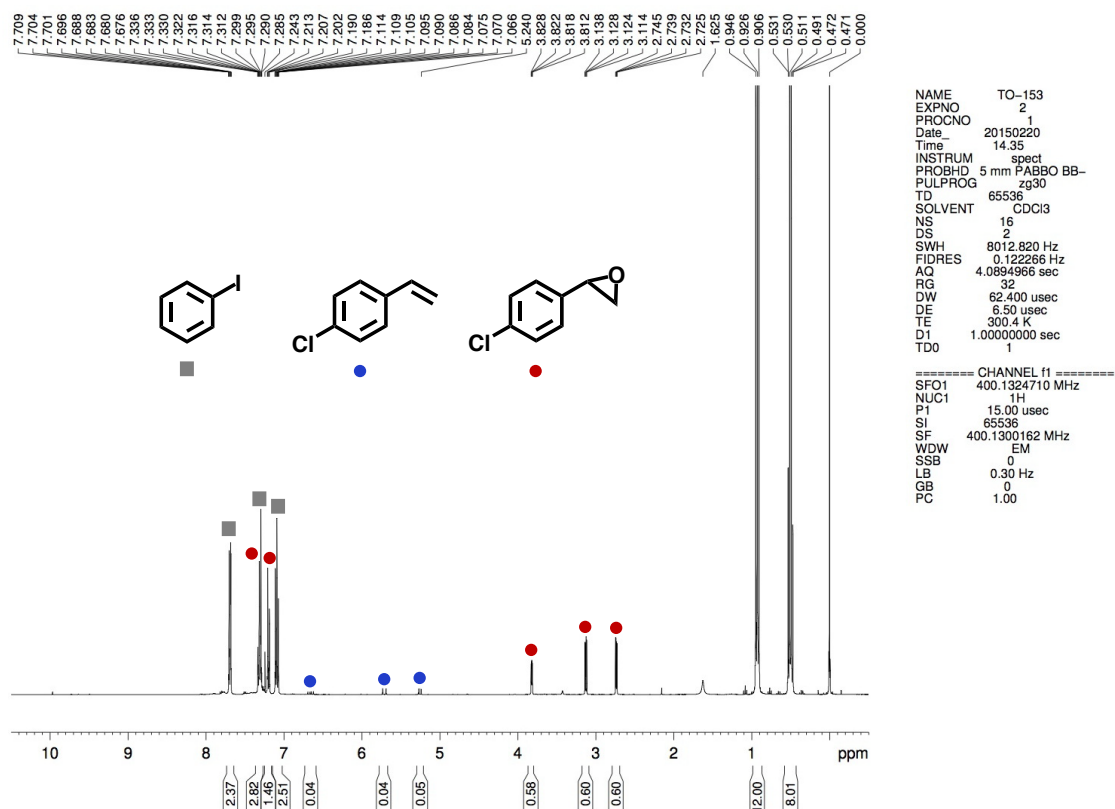 7.709
7.704
7.701
7.696
7.688
7.683
7.680
7.676
7.336
7.333
7.330
7.322
7.316
7.314
7.312
7.299
7.295
7.290
7.285
7.243
7.213
7.207
7.202
7.190
7.186
7.114
7.109
7.105
7.095
7.090
7.086
7.084
7.075
7.070
7.066
5.240
3.828
3.822
3.818
3.812
3.138
3.128
3.124
3.114
2.745
2.739
2.732
2.725
1.625
0.946
0.926
0.906
0.531
0.530
0.511
0.491
0.472
0.471
0.000
NAME TO-153
EXPNO 2
PROCNO 1
Date_ 20150220
Time 14.35
INSTRUM spect
PROBHD 5 mm PABBO BB-
PULPROG zg30
TD 65536
SOLVENT CDCl3
NS 16
DS 2
SWH 8012.820 Hz
FIDRES 0.122266 Hz
AQ 4.0894966 sec
RG 32
DW 62.400 usec
DE 6.50 usec
TE 300.4 K
D1 1.00000000 sec
TD0 1
======== CHANNEL f1 ========
SFO1 400.1324710 MHz
NUC1 1H
P1 15.00 usec
SI 65536
SF 400.1300162 MHz
WDW EM
SSB 0
LB 0.30 Hz
GB 0
PC 1.00
I
Cl
O
Cl
10 9 8 7 6 5 4 3 2 1 ppm
2.37
2.82
1.46
2.51
0.04
0.04
0.05
0.58
0.60
0.60
12.00
8.01